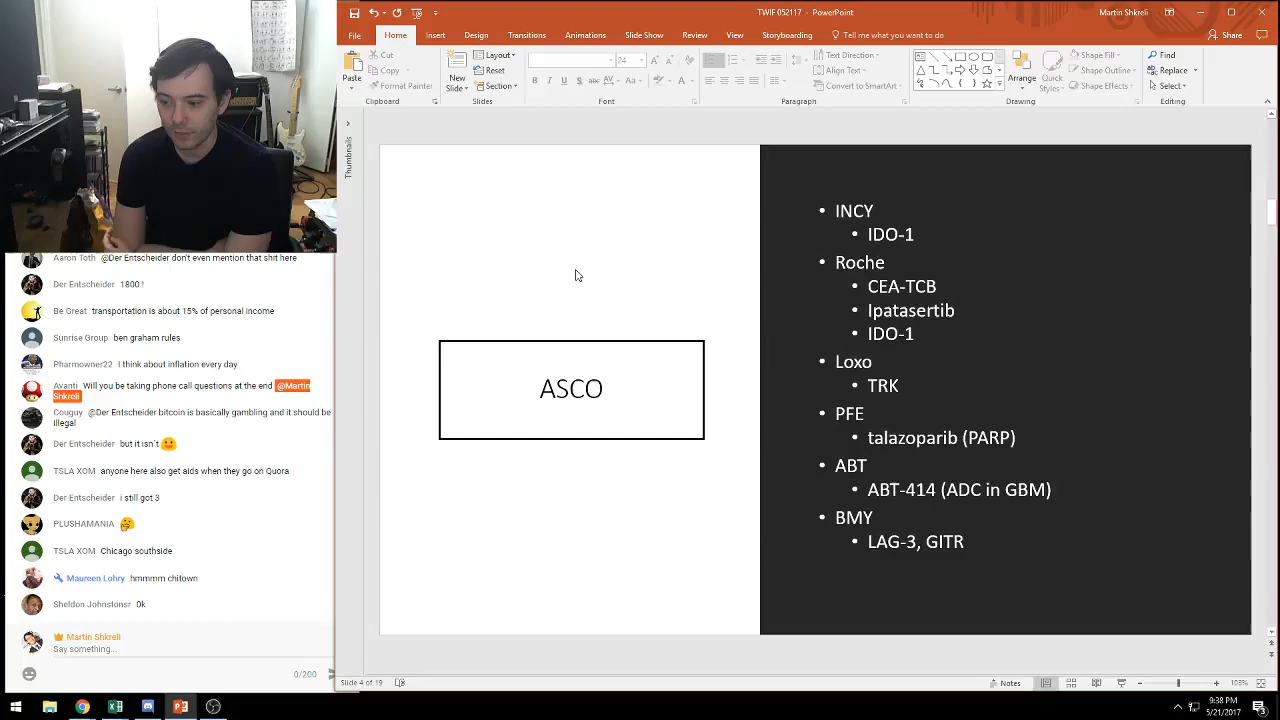 TWIF 052117 - PowerPoint
Martin Shkreli
File
Home
Insert
Design
Transitions
Animations
Slide Show
Review
View
Storyboarding
Tell me what you want to do
Share
Paste
Cut
Copy
Format Painter
Clipboard
New
Slide
Layout
Reset
Section
Slides
24
Font
Text Direction
Align Text
Convert to SmartArt
Paragraph
Arrange
Quick
Styles
Shape Fill
Shape Outline
Shape Effects
Drawing
Find
Replace
Select
Editing
Thumbnails
Aaron Toth @Der Entscheider don't even mention that shit here
Der Entscheider 1800 !
Be Great transportation is about 15% of personal income
Sunrise Group ben graham rules
Pharmowner22 I think about inflation every day
Avanti Will you be taking phone call questions at the end @Martin
Shkreli
Couguy @Der Entscheider bitcoin is basically gambling and it should be
illegal
Der Entscheider but it isn´t
TSLA XOM anyone here also get aids when they go on Quora
Der Entscheider i still got 3
PLUSHAMANIA
TSLA XOM Chicago southside
Maureen Lohry hmmmm chitown
Sheldon Johnstonsr 0k
Martin Shkreli
Say something...
0/200
ASCO
• INCY
• IDO-1
• Roche
• CEA-TCB
• Ipatasertib
• IDO-1
• Loxo
• TRK
• PFE
• talazoparib (PARP)
• ABT
• ABT-414 (ADC in GBM)
• BMY
• LAG-3, GITR
Slide 4 of 19
Notes
103%
9:38 PM
5/21/2017